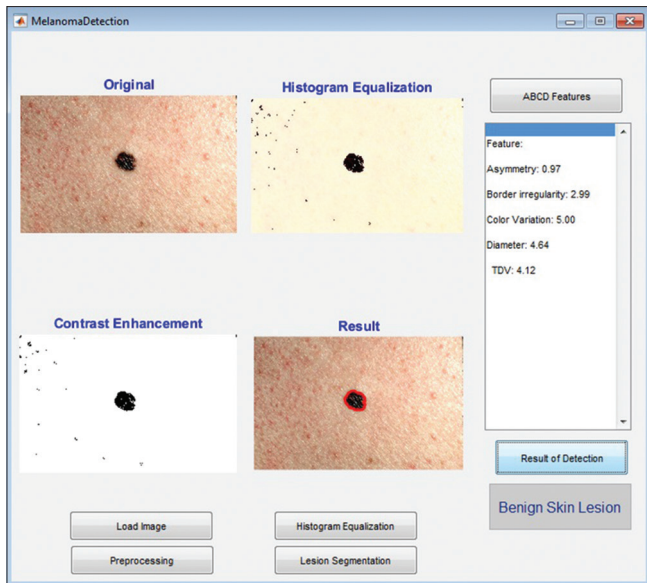 MelanomaDetection
Original
Histogram Equalization
ABCD Features
Feature:
Asymmetry: 0.97
Border irregularity: 2.99
Color Variation: 5.00
Diameter: 4.64
TDV: 4.12
Contrast Enhancement
Result
Result of Detection
Benign Skin Lesion
Load Image
Histogram Equalization
Preprocessing
Lesion Segmentation